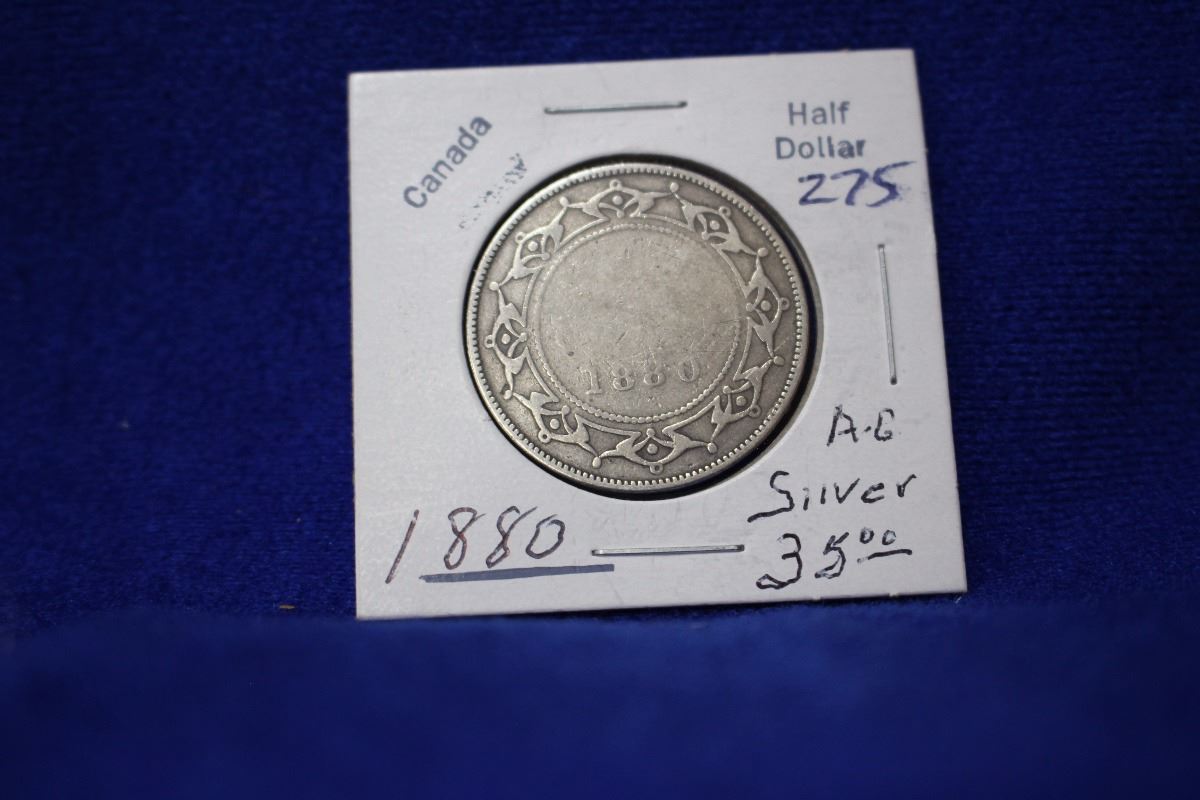 Canada
Half
Dollar
275
1880
A.G
Silver
35.00
1880